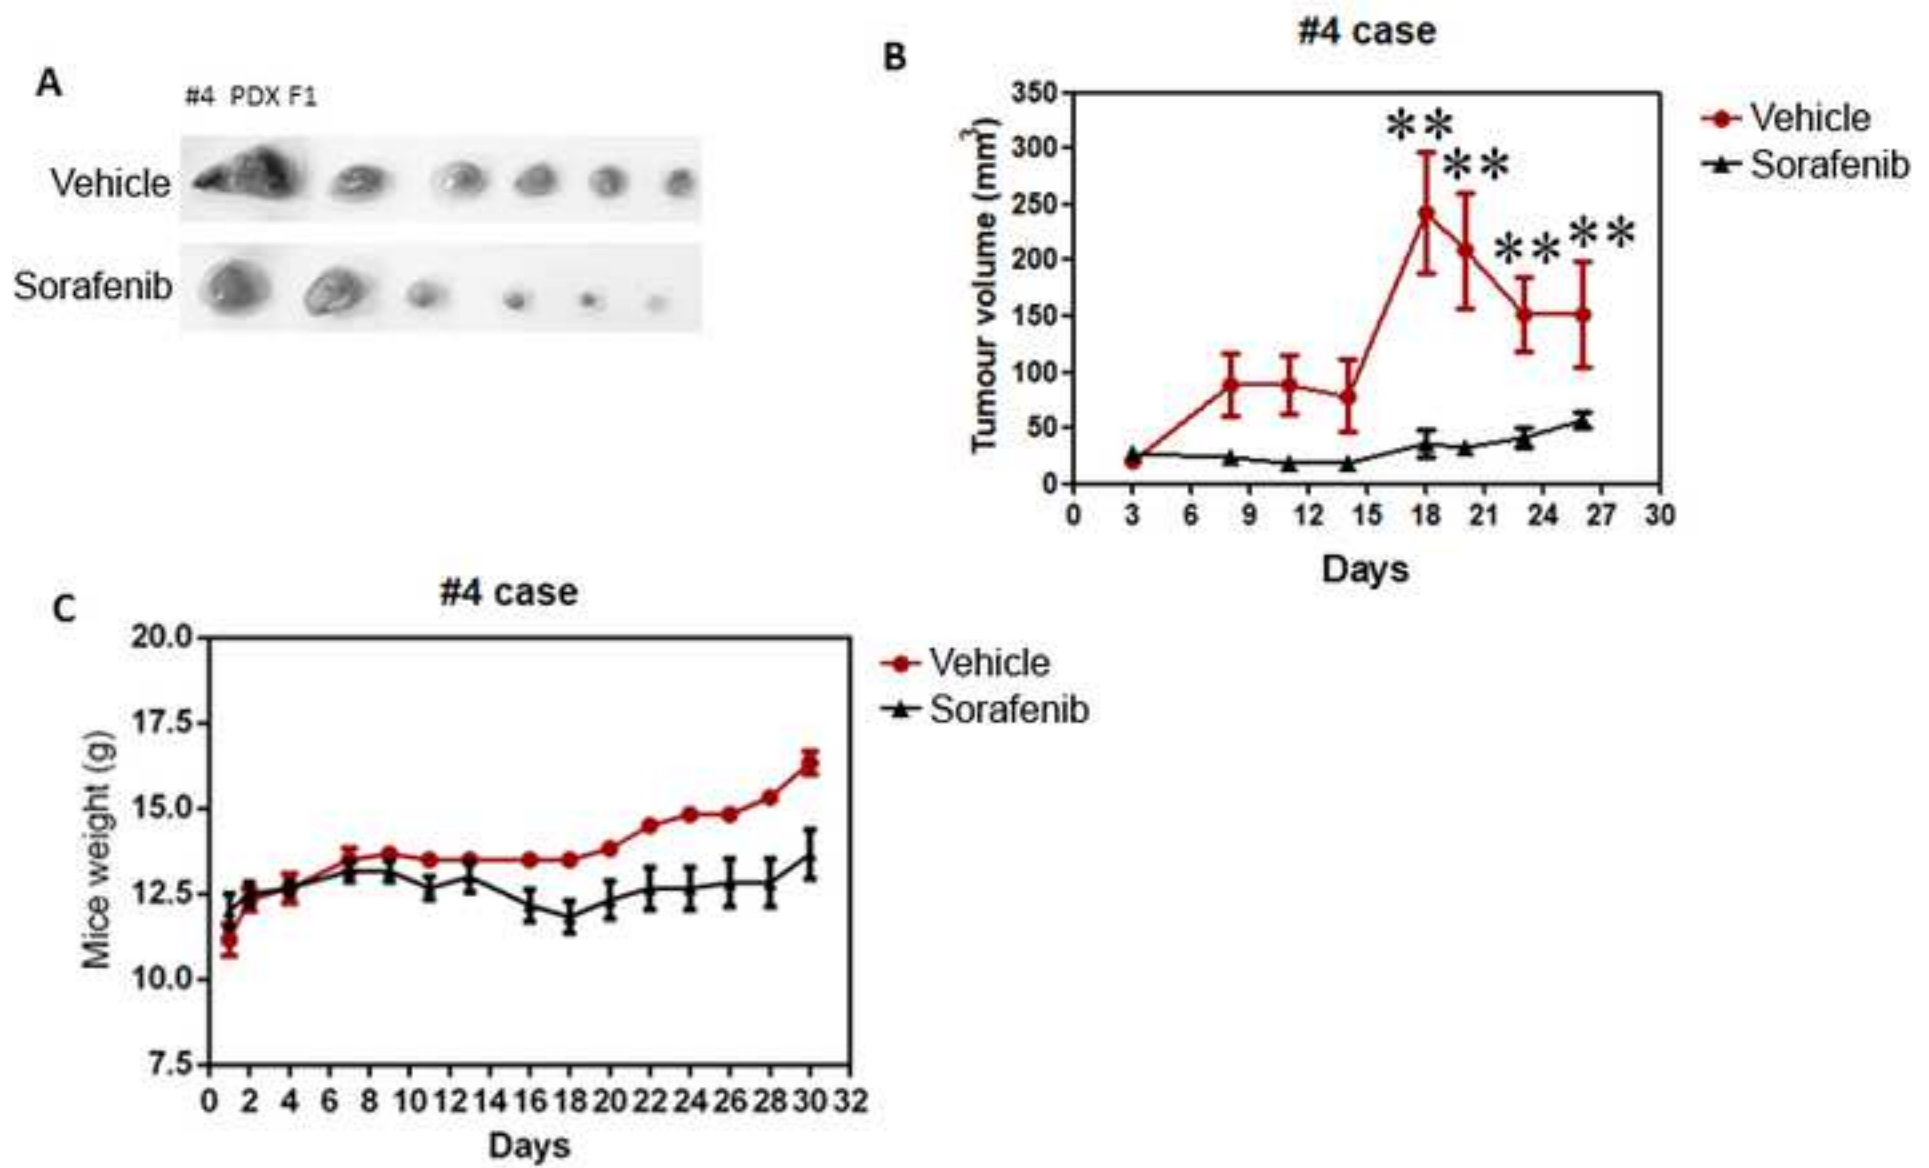 A
#4 PDX F1
Vehicle
Sorafenib
B
#4 case
Tumour volume (mm3)
350
300
250
200
150
100
50
0
** ** ** **
0 3 6 9 12 15 18 21 24 27 30
Days
Vehicle
Sorafenib
C
#4 case
Mice weight (g)
20.0
17.5
15.0
12.5
10.0
7.5
0 2 4 6 8 10 12 14 16 18 20 22 24 26 28 30 32
Days
Vehicle
Sorafenib